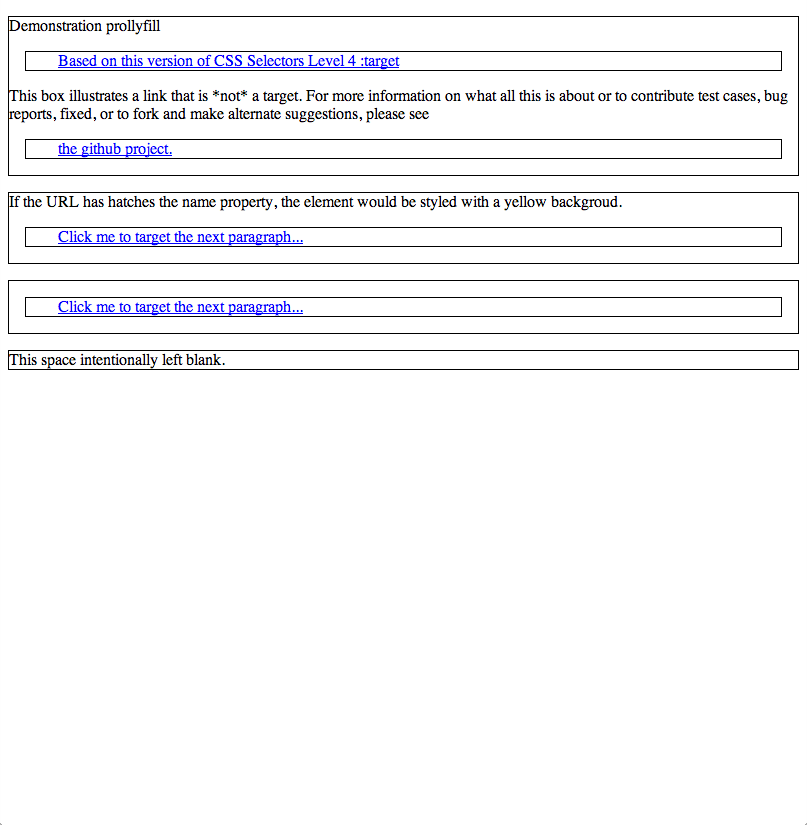 Demonstration prollyfill
Based on this version of CSS Selectors Level 4 :target
This box illustrates a link that is *not* a target. For more information on what all this is about or to contribute test cases, bug
reports, fixed, or to fork and make alternate suggestions, please see
the github project.
If the URL has hatches the name property, the element would be styled with a yellow backgroud.
Click me to target the next paragraph...
Click me to target the next paragraph...
This space intentionally left blank.